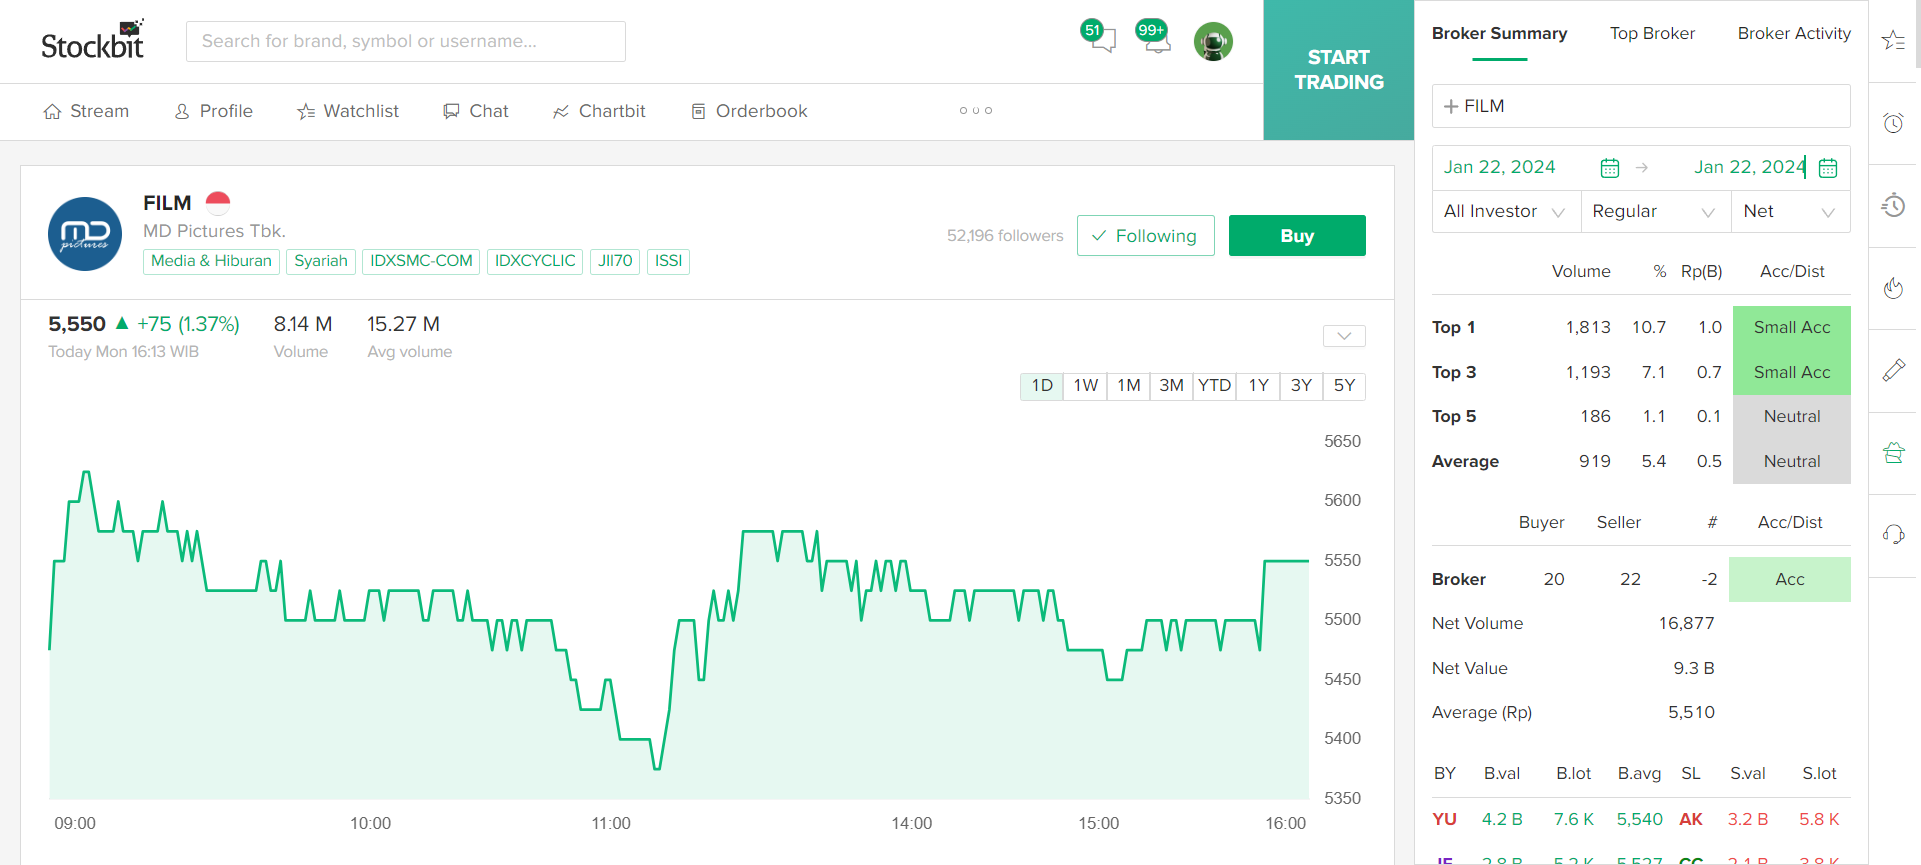 Stockbit
Search for brand, symbol or username...
51
99+
START
TRADING
Stream
Profile
Watchlist
Chat
Chartbit
Orderbook
MD
pictures
FILM
MD Pictures Tbk.
Media & Hiburan
Syariah
IDXSMC-COM
IDXCYCLIC
JII70
ISSI
52,196 followers
Following
Buy
5,550 ▲ +75 (1.37%)
Today Mon 16:13 WIB
8.14 M
Volume
15.27 M
Avg volume
1D 1W 1M 3M YTD 1Y 3Y 5Y
5650
5600
5550
5500
5450
5400
5350
09:00 10:00 11:00 14:00 15:00 16:00
Broker Summary Top Broker Broker Activity
+ FILM
Jan 22, 2024 → Jan 22, 2024
All Investor Regular Net
Volume % Rp(B) Acc/Dist
Top 1 1,813 10.7 1.0 Small Acc
Top 3 1,193 7.1 0.7 Small Acc
Top 5 186 1.1 0.1 Neutral
Average 919 5.4 0.5 Neutral
Buyer Seller # Acc/Dist
Broker 20 22 -2 Acc
Net Volume 16,877
Net Value 9.3 B
Average (Rp) 5,510
BY B.val B.lot B.avg SL S.val S.lot
YU 4.2 B 7.6 K 5,540 AK 3.2 B 5.8 K